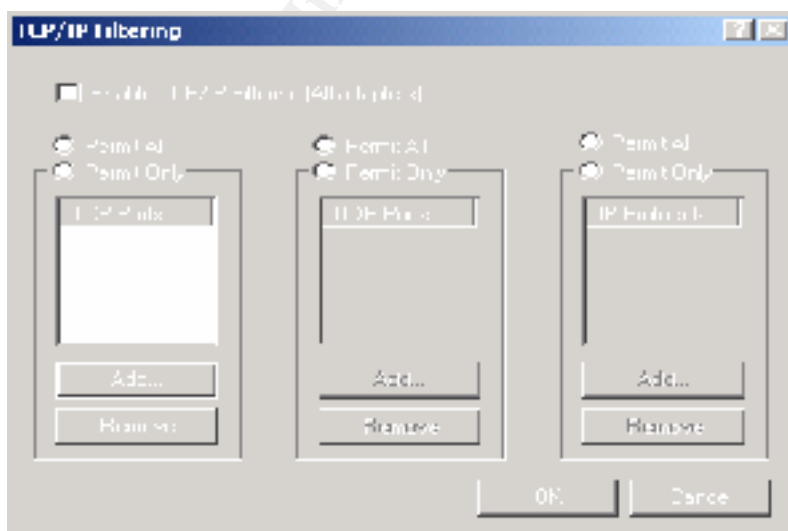 TCP/IP Filtering
Enable TCP/IP Filtering (All adapters)
Permit All
Permit Only
TCP Ports
Add...
Remove
Permit All
Permit Only
UDP Ports
Add...
Remove
Permit All
Permit Only
IP Protocols
Add...
Remove
OK
Cancel